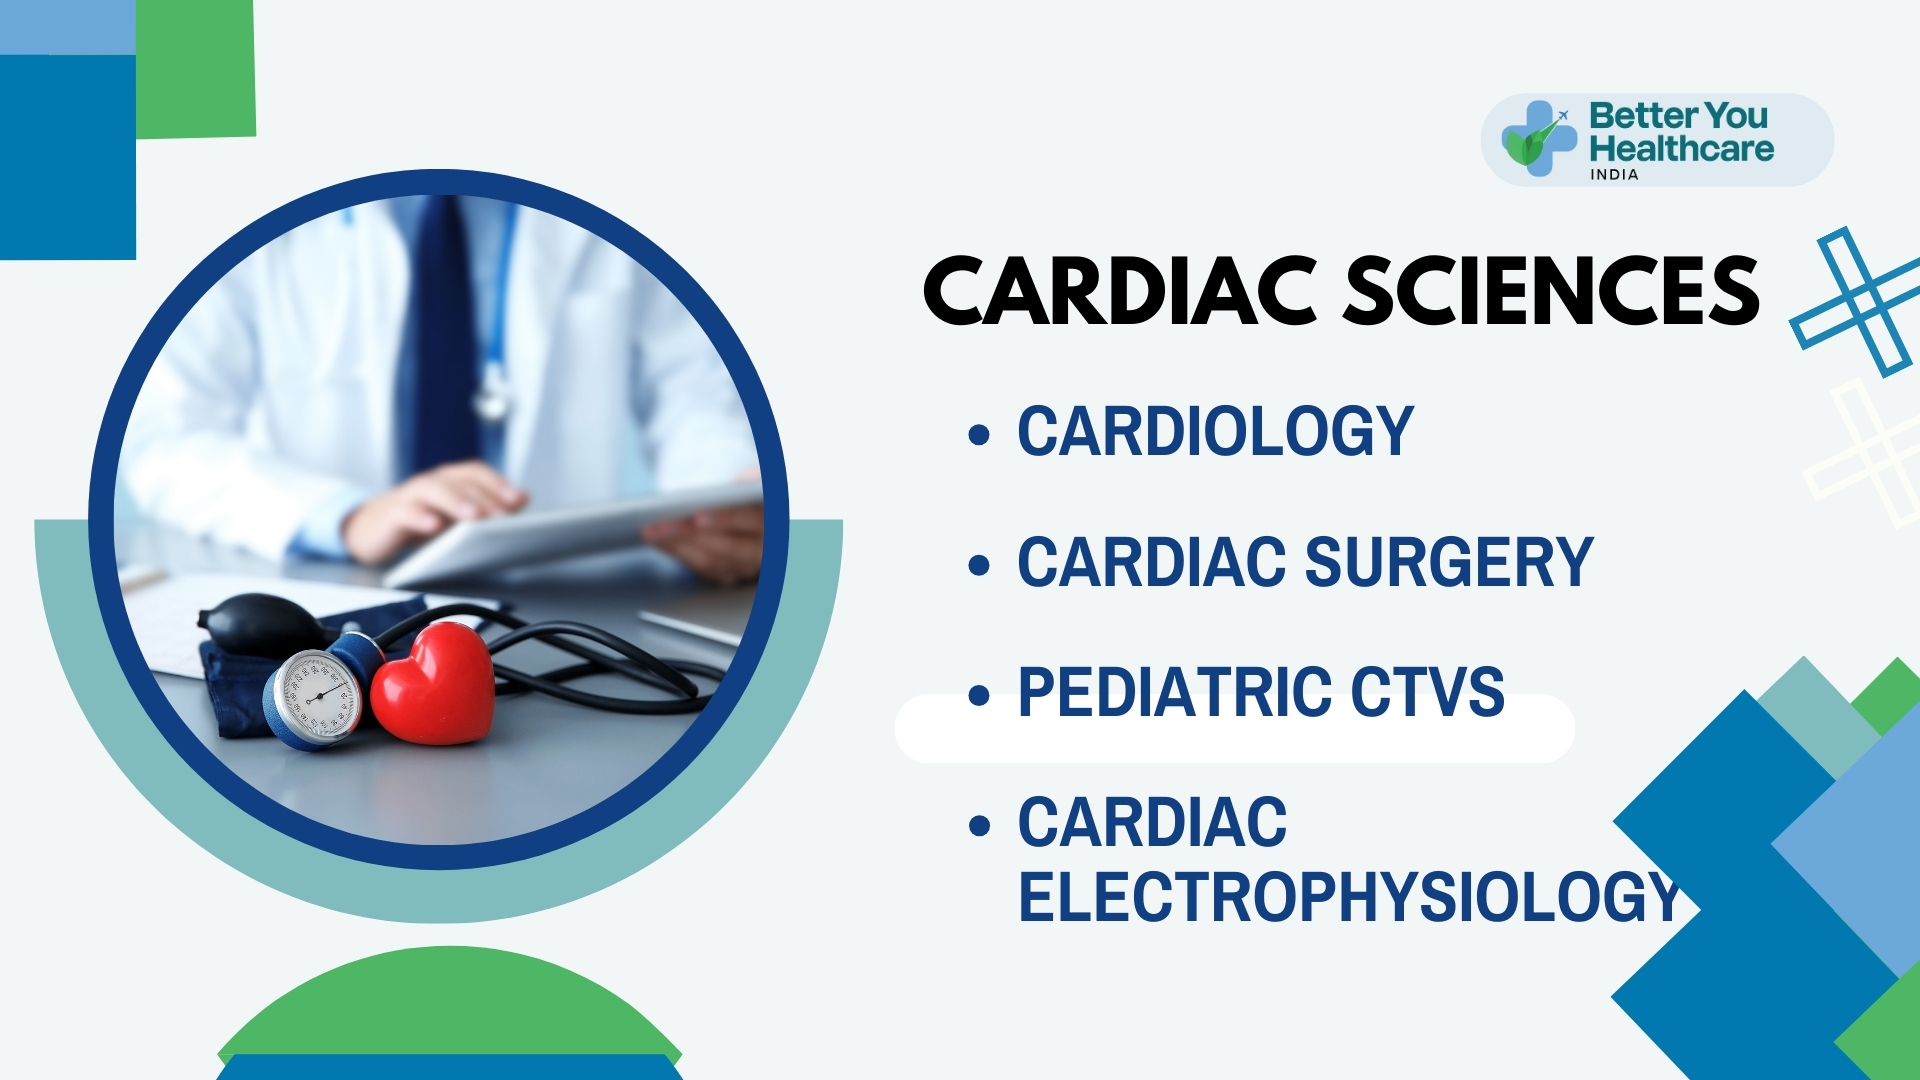 Better You
Healthcare
INDIA
CARDIAC SCIENCES
• CARDIOLOGY
• CARDIAC SURGERY
• PEDIATRIC CTVS
• CARDIAC
ELECTROPHYSIOLOGY